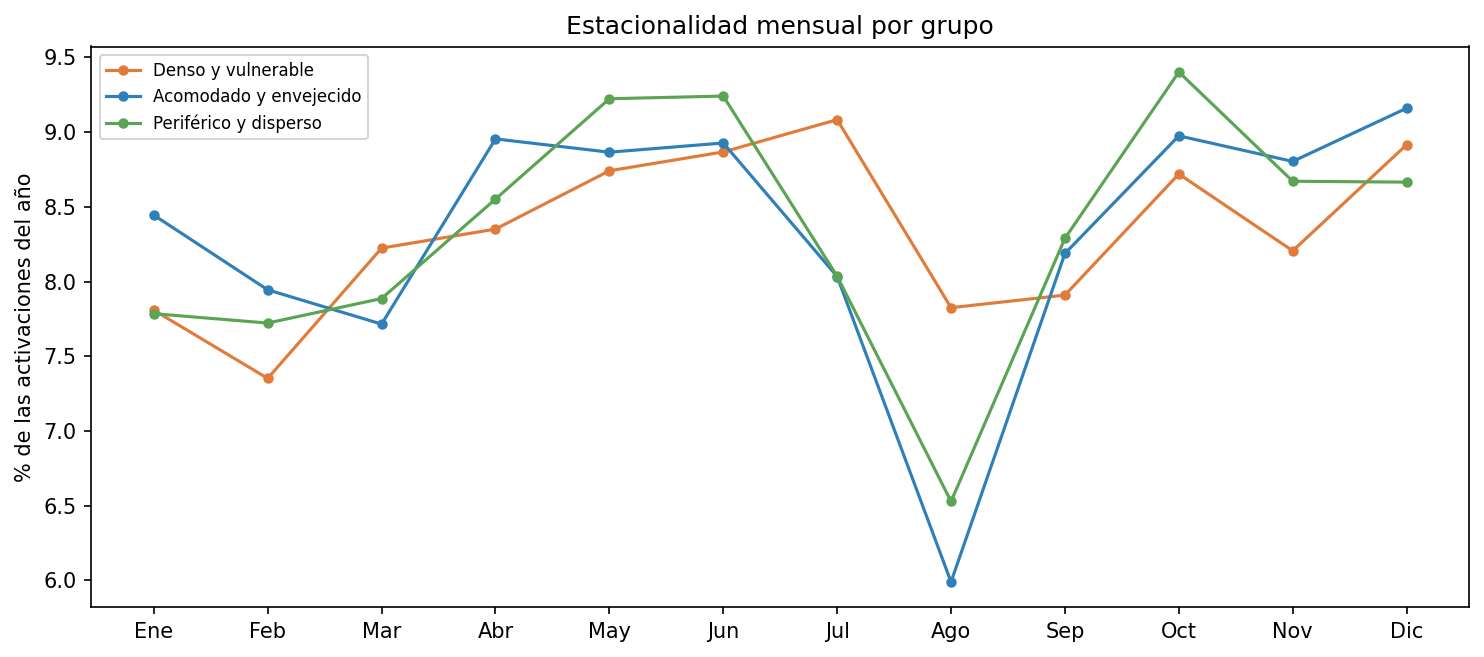 Estacionalidad mensual por grupo
Denso y vulnerable
Acomodado y envejecido
Periférico y disperso
% de las activaciones del año
9.5
9.0
8.5
8.0
7.5
7.0
6.5
6.0
Ene Feb Mar Abr May Jun Jul Ago Sep Oct Nov Dic